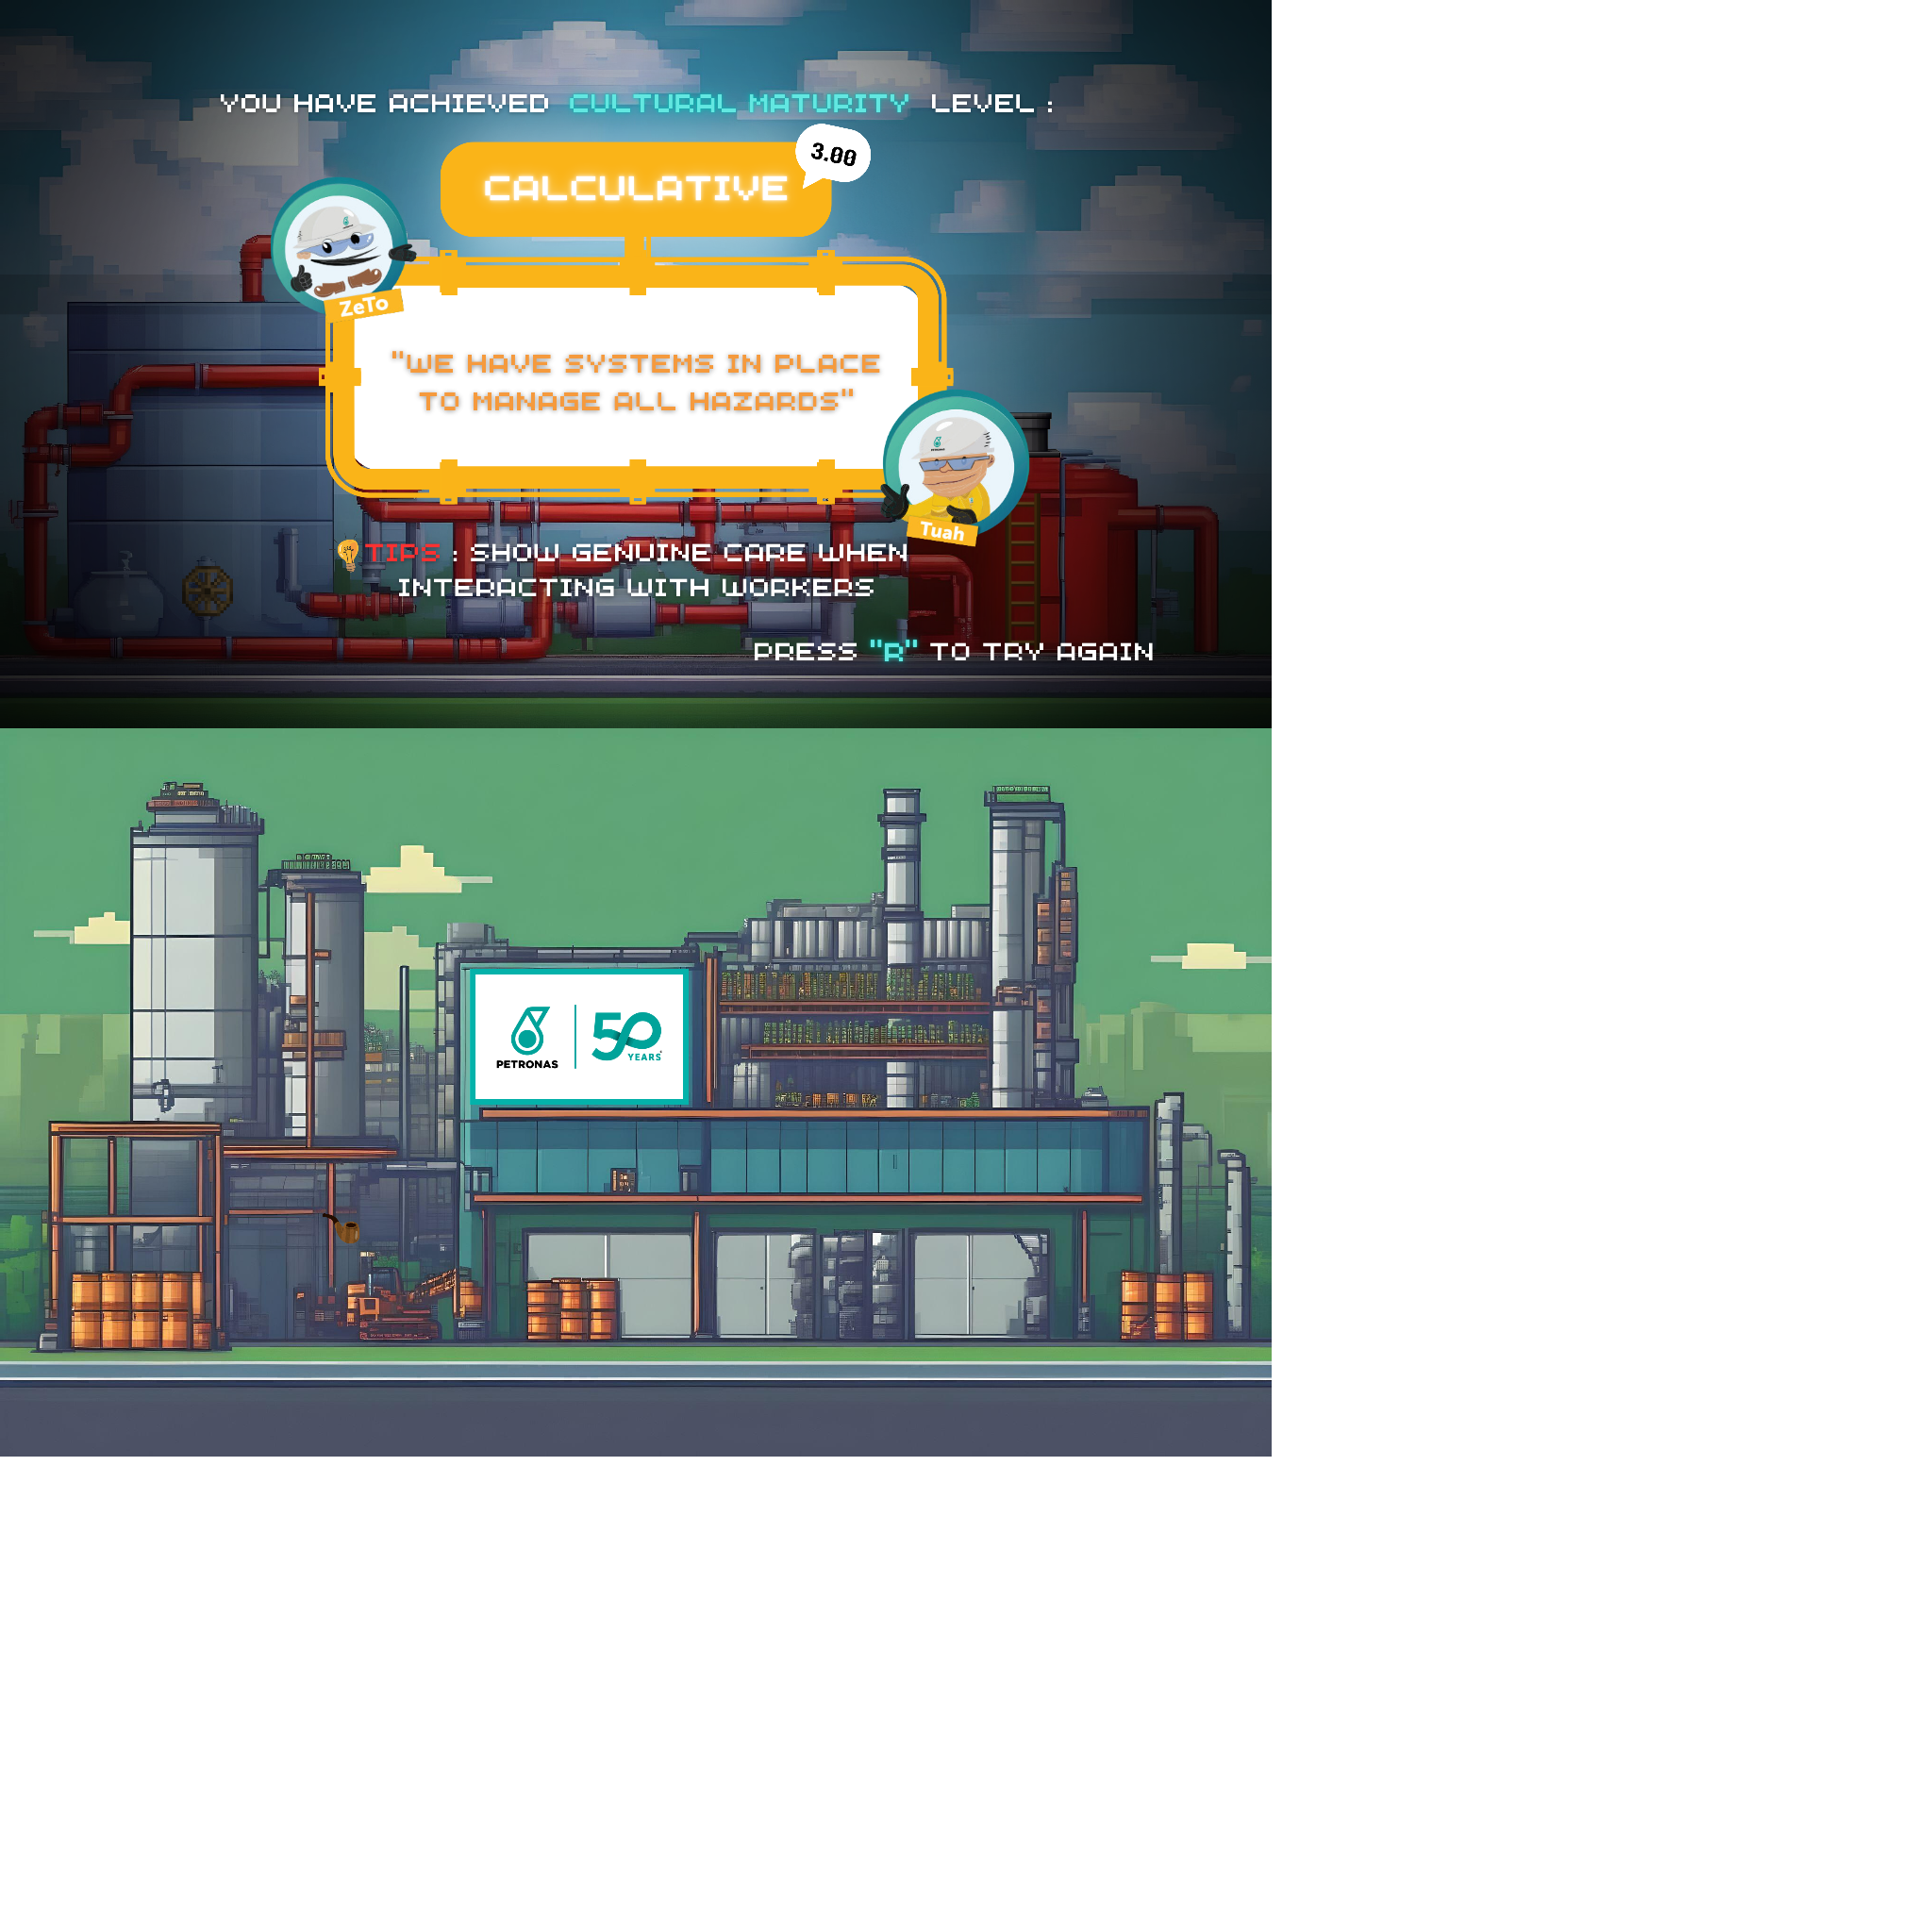 YOU HAVE ACHIEVED CULTURAL MATURITY LEVEL :
3.00
CALCULATIVE
ZeTo
"WE HAVE SYSTEMS IN PLACE
TO MANAGE ALL HAZARDS"
Tuah
TIPS : SHOW GENUINE CARE WHEN
INTERACTING WITH WORKERS
PRESS "R" TO TRY AGAIN
50
YEARS
PETRONAS